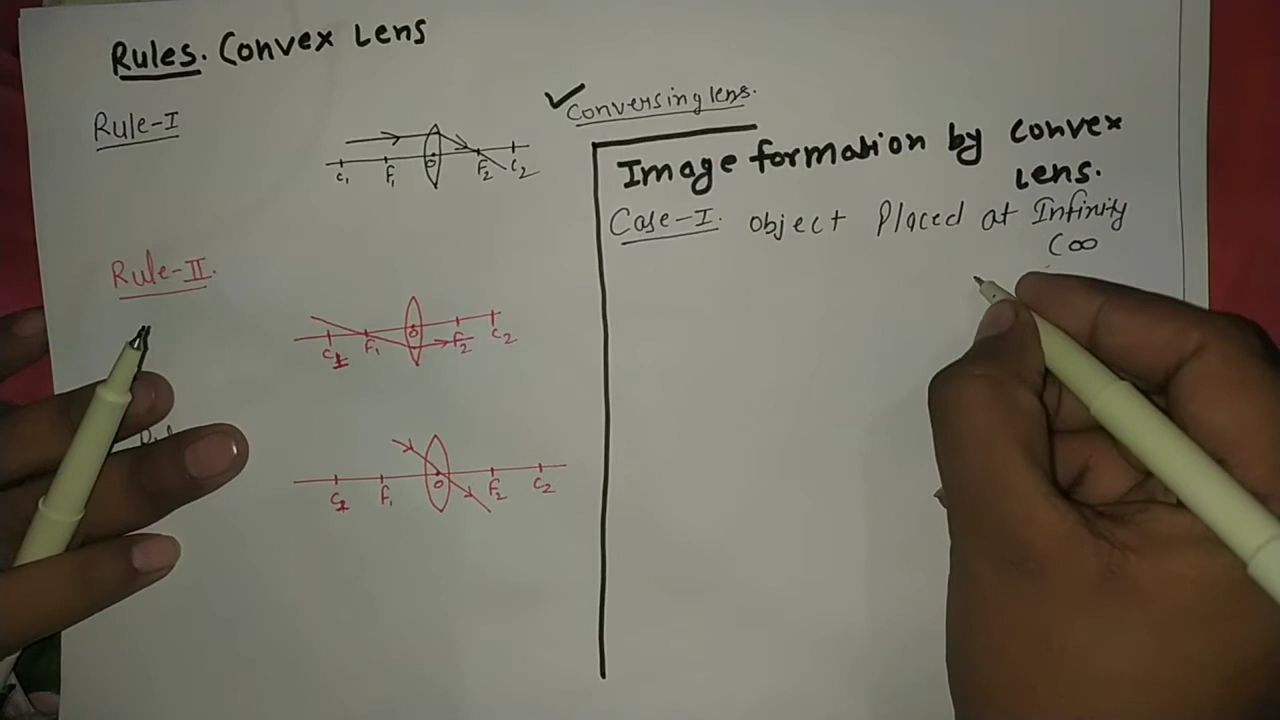 Rules. Convex Lens
Rule-I
C1 F1 O F2 C2
Rule-II
C1 F1 O F2 C2
C2 F1 O F2 C2
Conversing lens.
Image formation by convex
lens.
Case-I. object Placed at Infinity
(∞